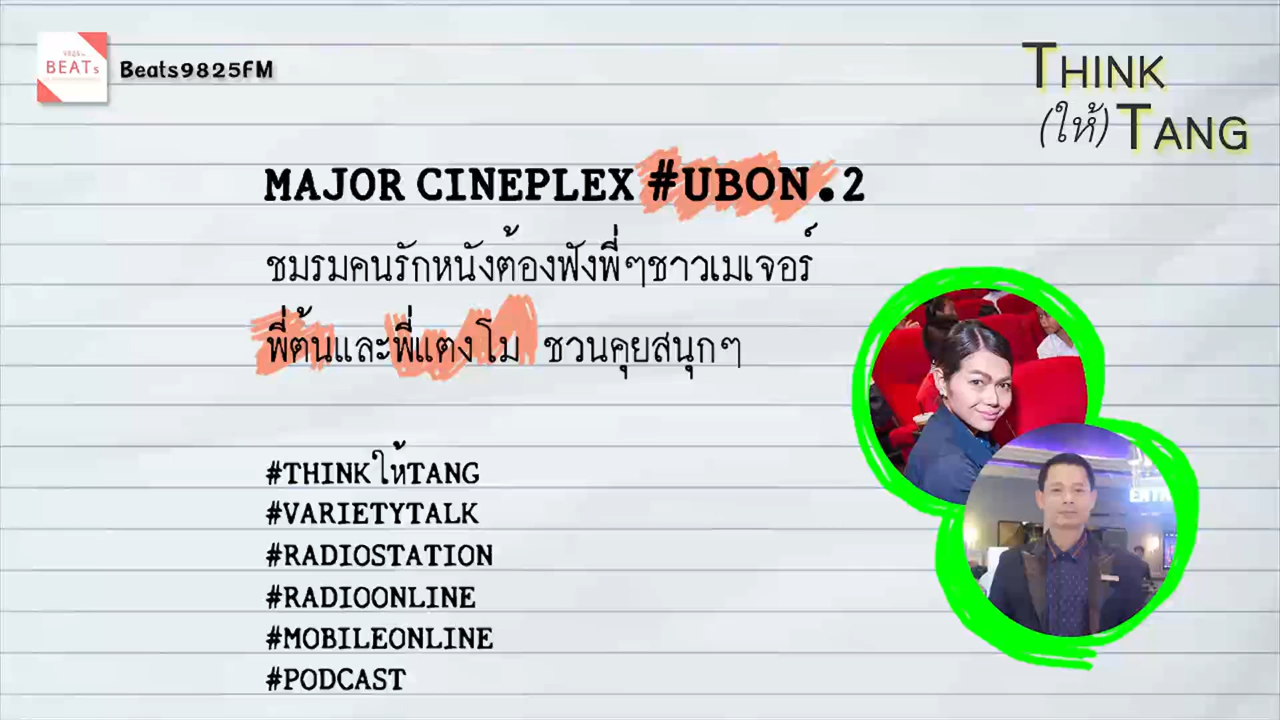 BEATs
Beats9825FM
THINK
(ให้) TANG
MAJOR CINEPLEX #UBON.2
ชมรมคนรักหนังต้องฟังพี่ๆชาวเมเจอร์
พี่ต้นและพี่แตงโม ชวนคุยสนุกๆ
#THINKให้TANG
#VARIETYTALK
#RADIOSTATION
#RADIOONLINE
#MOBILEONLINE
#PODCAST